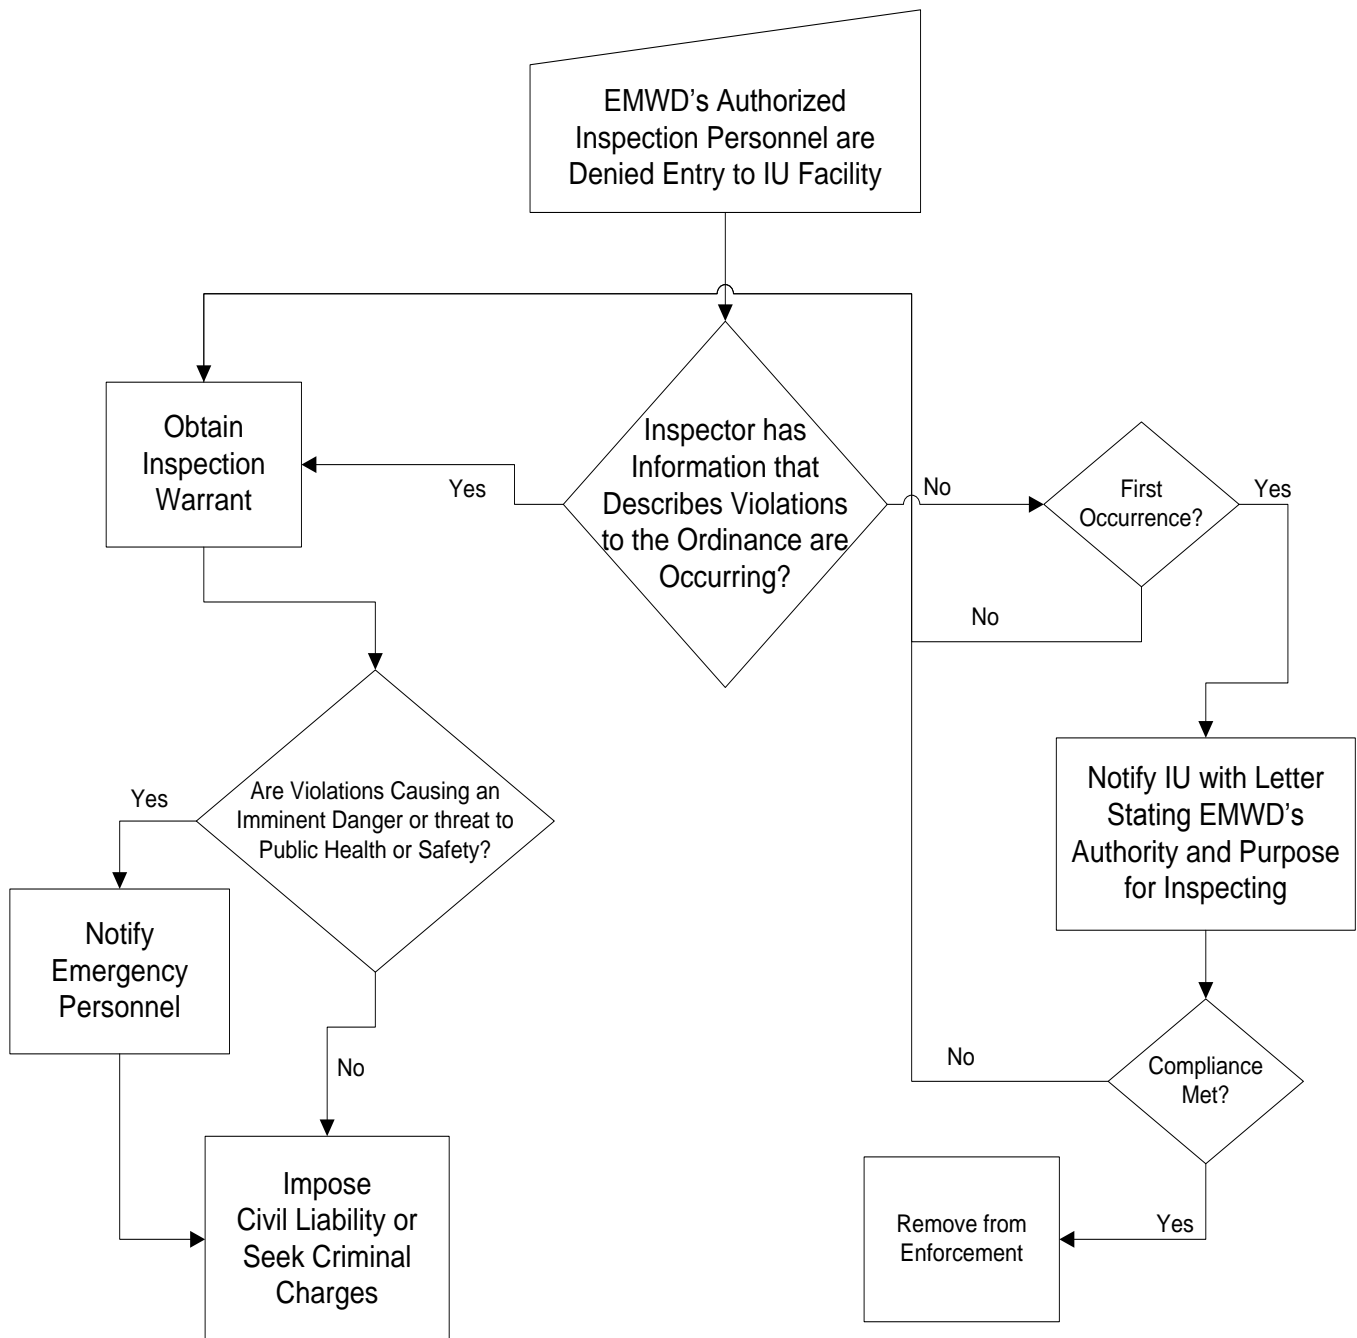 EMWD's Authorized
Inspection Personnel are
Denied Entry to IU Facility
Obtain
Inspection
Warrant
Yes
Inspector has
Information that
Describes Violations
to the Ordinance are
Occurring?
No
First
Occurrence?
Yes
No
Are Violations Causing an
Imminent Danger or threat to
Public Health or Safety?
Yes
Notify IU with Letter
Stating EMWD's
Authority and Purpose
for Inspecting
Notify
Emergency
Personnel
No
No
Compliance
Met?
Impose
Civil Liability or
Seek Criminal
Charges
Remove from
Enforcement
Yes